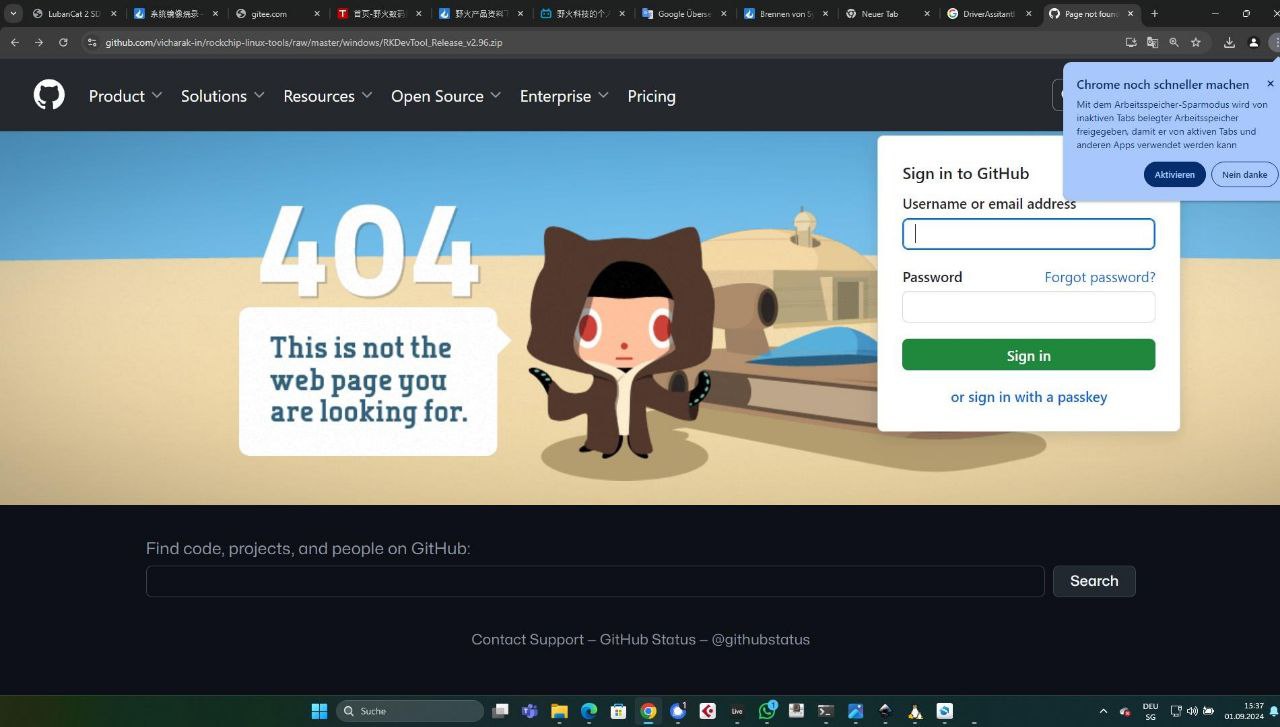 LubanCat 2 SD
系统镜像烧录
gitee.com
首页-野火数码
野火产品资料下
野火科技的个人
Google Überse
Brennen von Sy
Neuer Tab
DriverAssitant
Page not found
github.com/vicharak-in/rockchip-linux-tools/raw/master/windows/RKDevTool_Release_v2.96.zip
Product
Solutions
Resources
Open Source
Enterprise
Pricing
Chrome noch schneller machen
Mit dem Arbeitsspeicher-Sparmodus wird von
inaktiven Tabs belegter Arbeitsspeicher
freigegeben, damit er von aktiven Tabs und
anderen Apps verwendet werden kann
Aktivieren
Nein danke
404
This is not the
web page you
are looking for.
Sign in to GitHub
Username or email address
Password
Forgot password?
Sign in
or sign in with a passkey
Find code, projects, and people on GitHub:
Search
Contact Support — GitHub Status — @githubstatus
Suche
Live
1
1
DEU
SG
15:37
01.09.2024